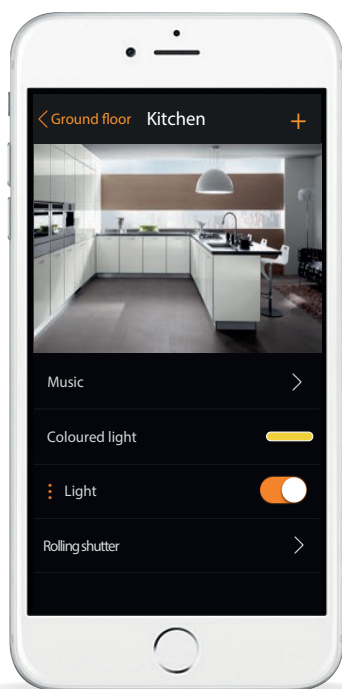 Ground floor Kitchen +
Music
Coloured light
Light
Rolling shutter